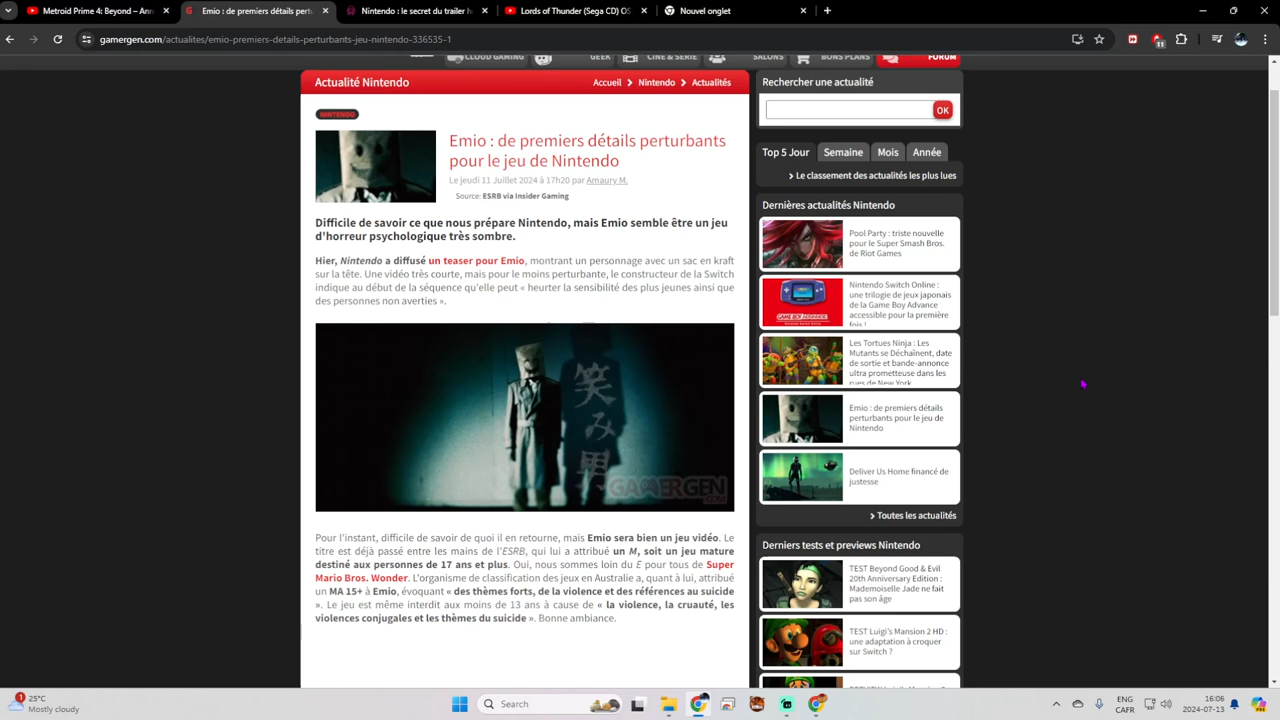 Metroid Prime 4: Beyond – Ann
Emio : de premiers détails pert
Nintendo : le secret derrière le
Lords of Thunder (Sega CD) OS
Nouvel onglet
gamergen.com/actualites/emio-premiers-details-perturbants-jeu-nintendo-336535-1
CLOUD GAMING
GEEK
CINÉ & SÉRIE
SALONS
BONS PLANS
FORUM
Actualité Nintendo
Accueil > Nintendo > Actualités
NINTENDO
Emio : de premiers détails perturbants
pour le jeu de Nintendo
Le jeudi 11 Juillet 2024 à 17h20 par Amaury M.
Source: ESRB via Insider Gaming
Difficile de savoir ce que nous prépare Nintendo, mais Emio semble être un jeu
d'horreur psychologique très sombre.
Hier, Nintendo a diffusé un teaser pour Emio, montrant un personnage avec un sac en kraft
sur la tête. Une vidéo très courte, mais pour le moins perturbante, le constructeur de la Switch
indique au début de la séquence qu'elle peut « heurter la sensibilité des plus jeunes ainsi que
des personnes non averties ».
笑み男
GAMERGEN
.COM
Pour l'instant, difficile de savoir de quoi il en retourne, mais Emio sera bien un jeu vidéo. Le
titre est déjà passé entre les mains de l'ESRB, qui lui a attribué un M, soit un jeu mature
destiné aux personnes de 17 ans et plus. Oui, nous sommes loin du E pour tous de Super
Mario Bros. Wonder. L'organisme de classification des jeux en Australie a, quant à lui, attribué
un MA 15+ à Emio, évoquant « des thèmes forts, de la violence et des références au suicide
». Le jeu est même interdit aux moins de 13 ans à cause de « la violence, la cruauté, les
violences conjugales et les thèmes du suicide ». Bonne ambiance.
Rechercher une actualité
OK
Top 5 Jour
Semaine
Mois
Année
> Le classement des actualités les plus lues
Dernières actualités Nintendo
Pool Party : triste nouvelle
pour le Super Smash Bros.
de Riot Games
GAME BOY ADVANCE
Nintendo Switch Online :
une trilogie de jeux japonais
de la Game Boy Advance
accessible pour la première
fois !
Les Tortues Ninja : Les
Mutants se Déchaînent, date
de sortie et bande-annonce
ultra prometteuse dans les
rues de New York
Emio : de premiers détails
perturbants pour le jeu de
Nintendo
Deliver Us Home financé de
justesse
> Toutes les actualités
Derniers tests et previews Nintendo
TEST Beyond Good & Evil
20th Anniversary Edition :
Mademoiselle Jade ne fait
pas son âge
TEST Luigi's Mansion 2 HD :
une adaptation à croquer
sur Switch ?
1
25°C
Mostly cloudy
Search
ENG
CAFR
16:06
2024-07-13